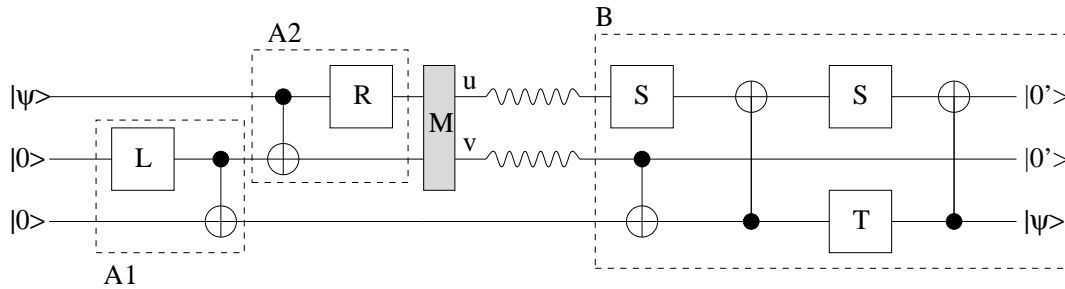 B
A2
u
|ψ> R M S S |0'>
v
|0> L |0'>
|0> T |ψ>
A1